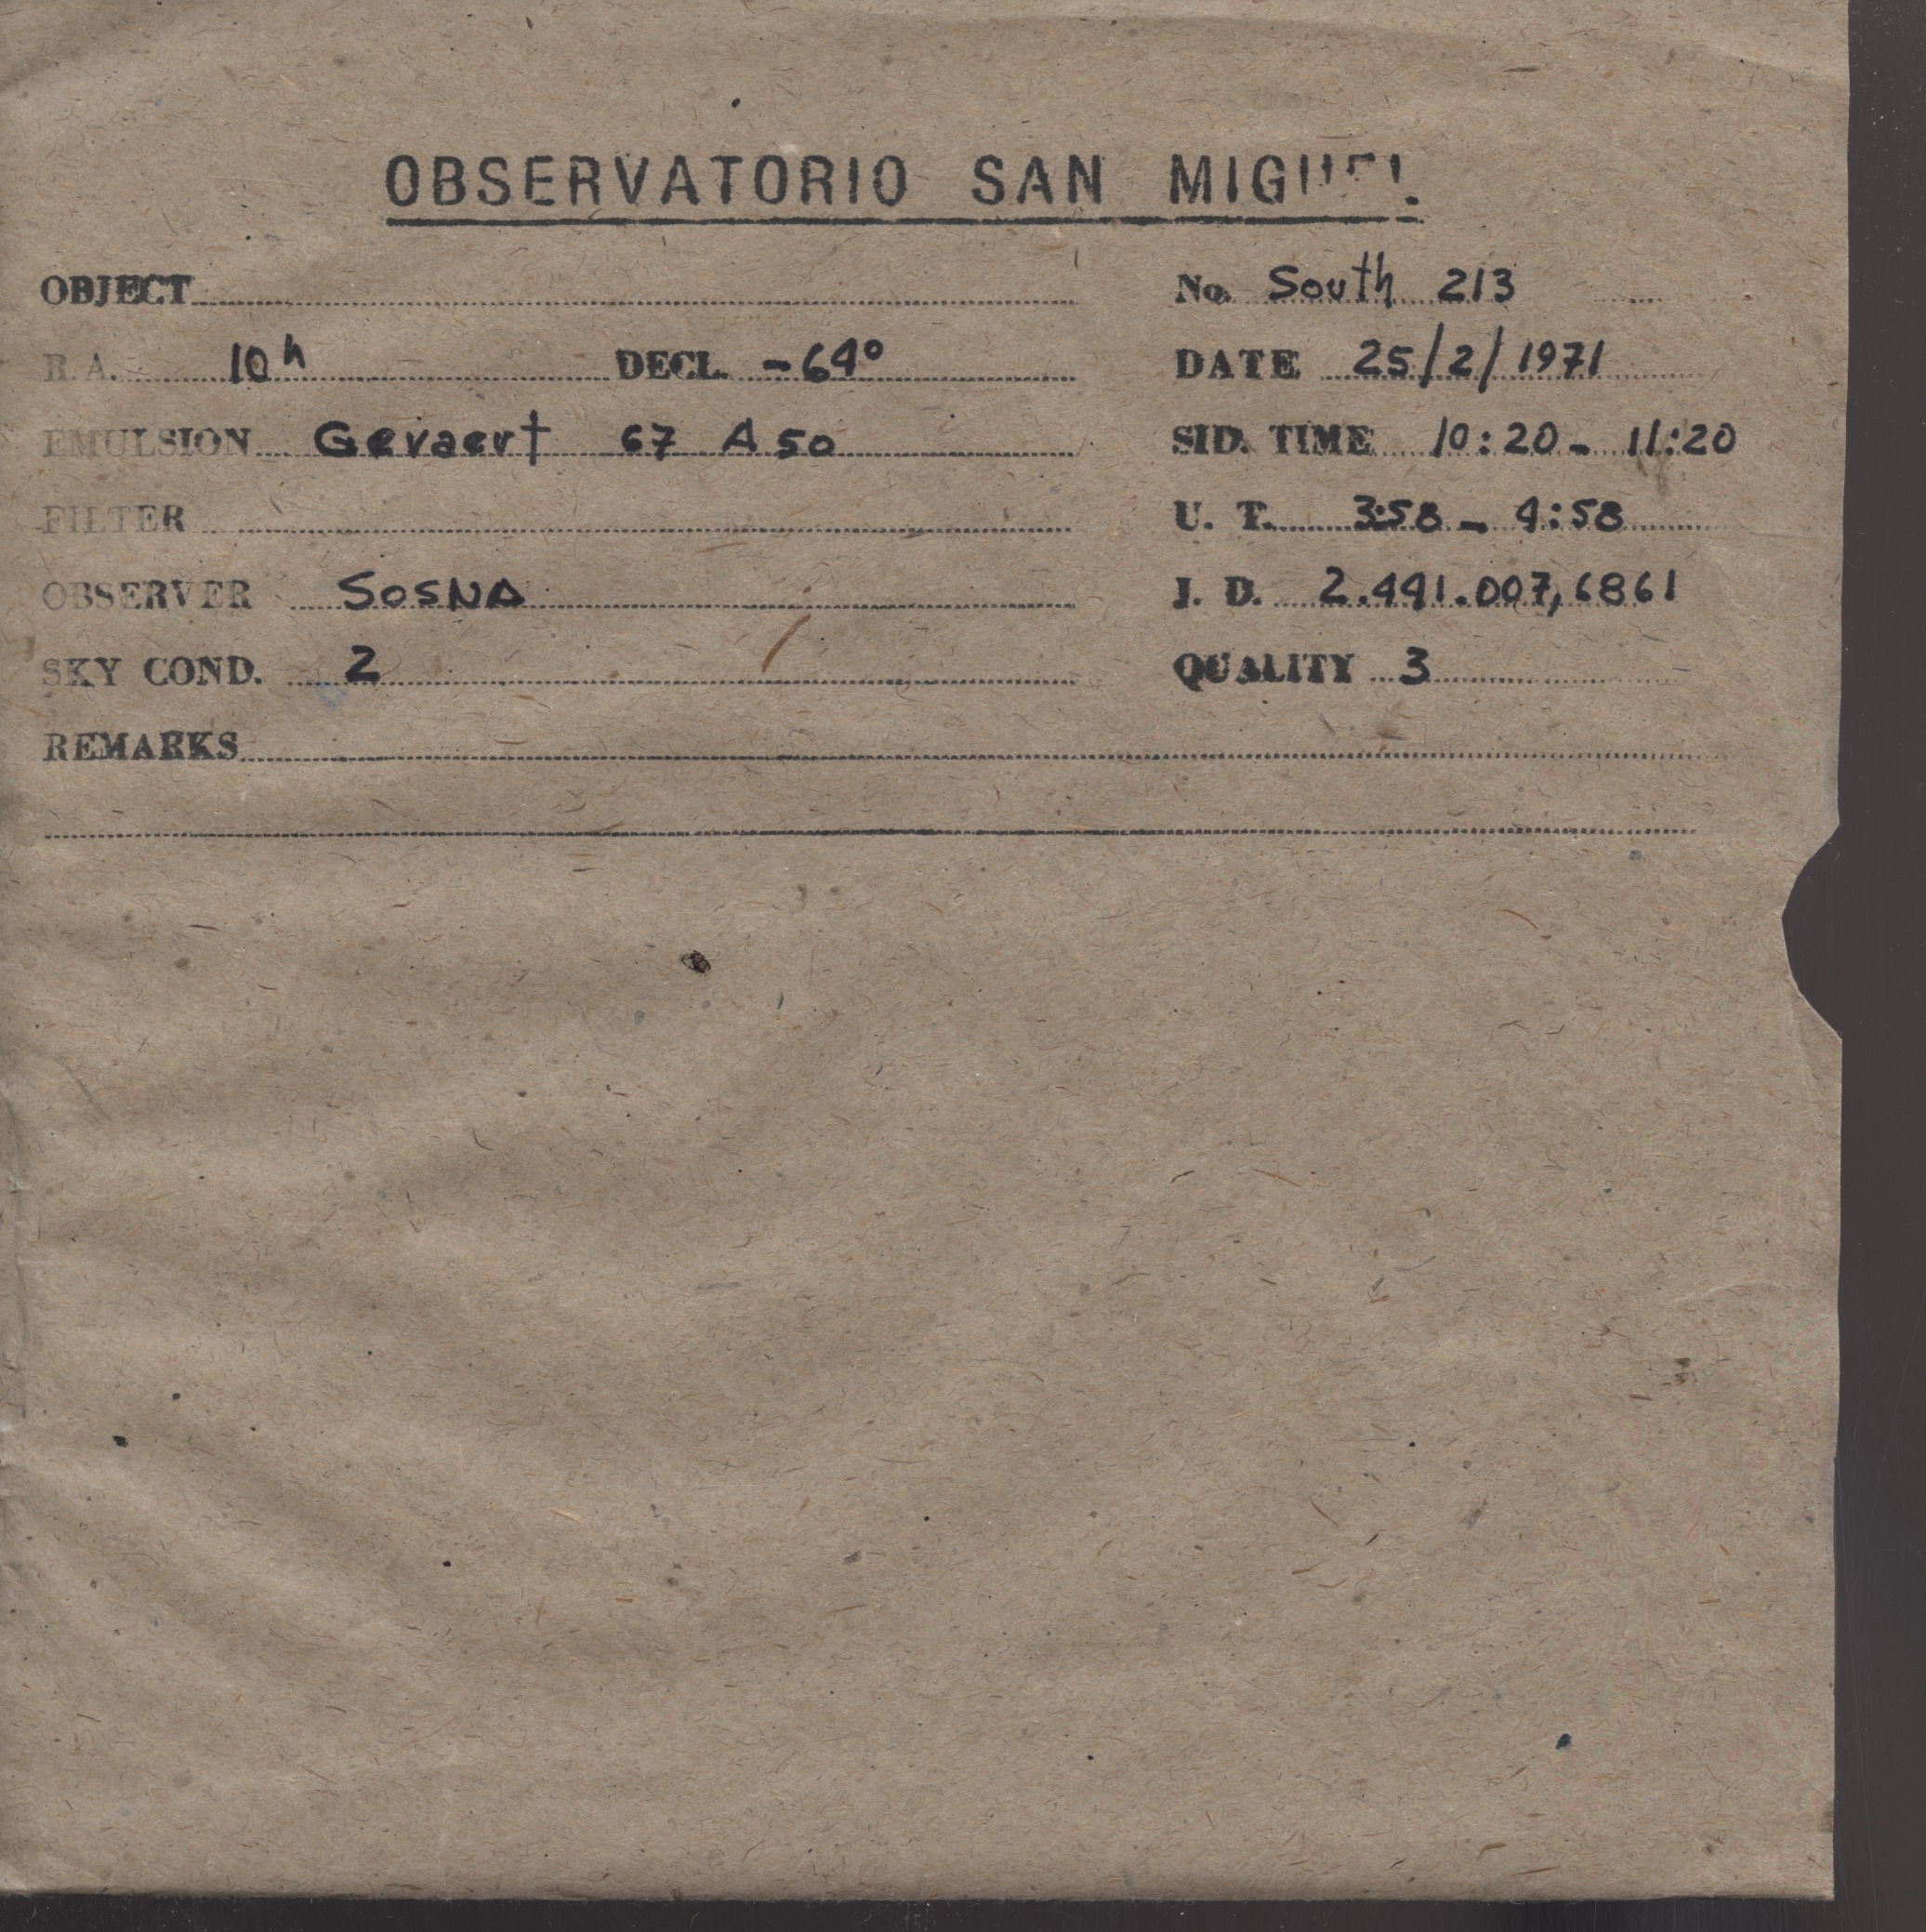 OBSERVATORIO SAN MIGUEL
OBJECT No. South 213
R.A. 10h DECL. -64° DATE 25/2/1971
EMULSION Gevaert 67 A 50 SID. TIME 10:20 - 11:20
FILTER U. T. 3:58 - 4:58
OBSERVER SOSNA J. D. 2.441.007,6861
SKY COND. 2 QUALITY 3
REMARKS